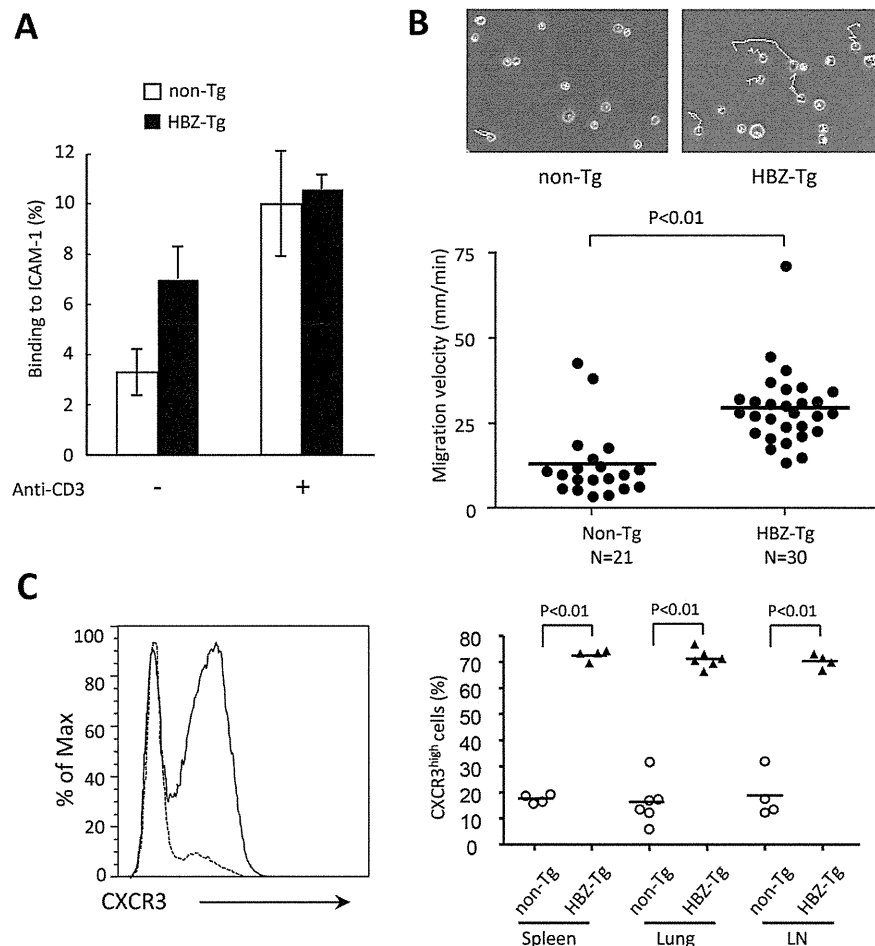 A
non-Tg
HBZ-Tg
Binding to ICAM-1 (%)
12
10
8
6
4
2
0
Anti-CD3
-
+
B
non-Tg
HBZ-Tg
P<0.01
Migration velocity (mm/min)
75
50
25
0
Non-Tg
N=21
HBZ-Tg
N=30
C
% of Max
100
80
60
40
20
0
CXCR3
P<0.01
P<0.01
P<0.01
CXCR3high cells (%)
80
70
60
50
40
30
20
10
0
non-Tg
HBZ-Tg
non-Tg
HBZ-Tg
non-Tg
HBZ-Tg
Spleen
Lung
LN